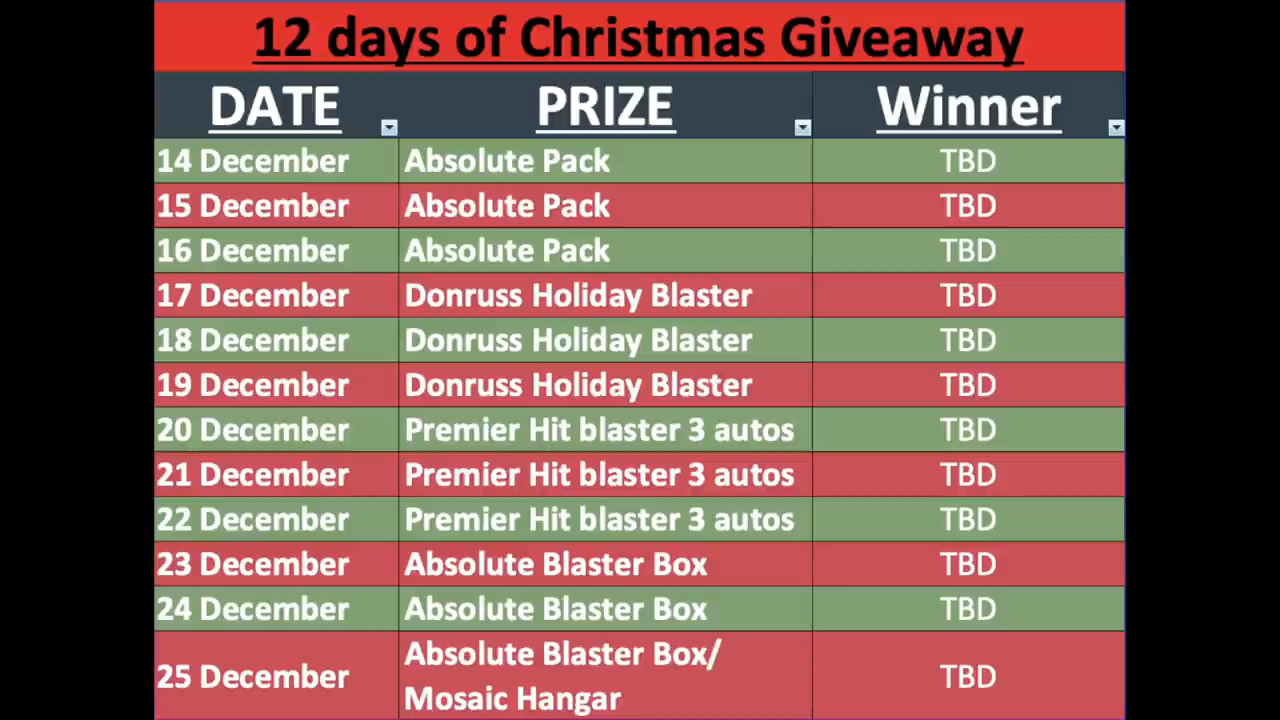 12 days of Christmas Giveaway
DATE PRIZE Winner
14 December Absolute Pack TBD
15 December Absolute Pack TBD
16 December Absolute Pack TBD
17 December Donruss Holiday Blaster TBD
18 December Donruss Holiday Blaster TBD
19 December Donruss Holiday Blaster TBD
20 December Premier Hit blaster 3 autos TBD
21 December Premier Hit blaster 3 autos TBD
22 December Premier Hit blaster 3 autos TBD
23 December Absolute Blaster Box TBD
24 December Absolute Blaster Box TBD
25 December Absolute Blaster Box/ TBD
Mosaic Hangar